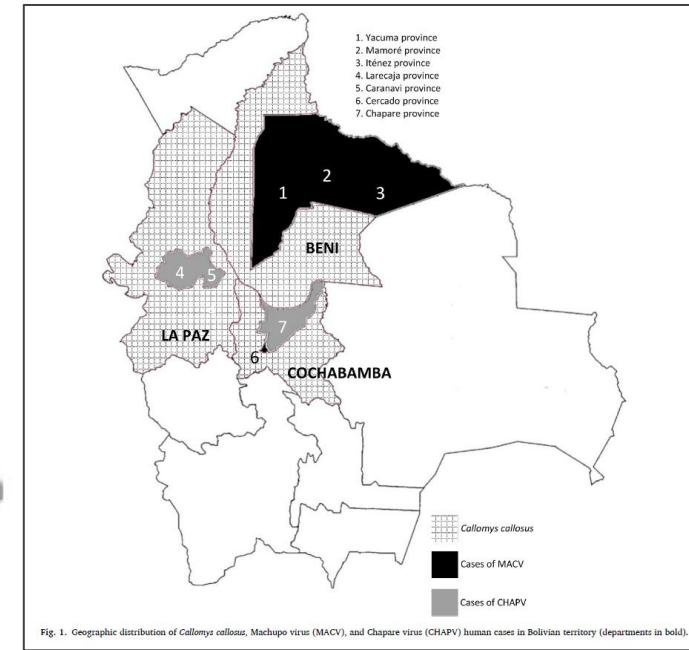 1. Yacuma province
2. Mamoré province
3. Iténez province
4. Larecaja province
5. Caranavi province
6. Cercado province
7. Chapare province
1
2
3
BENI
4
5
7
LA PAZ
6
COCHABAMBA
Callomys callosus
Cases of MACV
Cases of CHAPV
Fig. 1. Geographic distribution of Callomys callosus, Machupo virus (MACV), and Chapare virus (CHAPV) human cases in Bolivian territory (departments in bold).